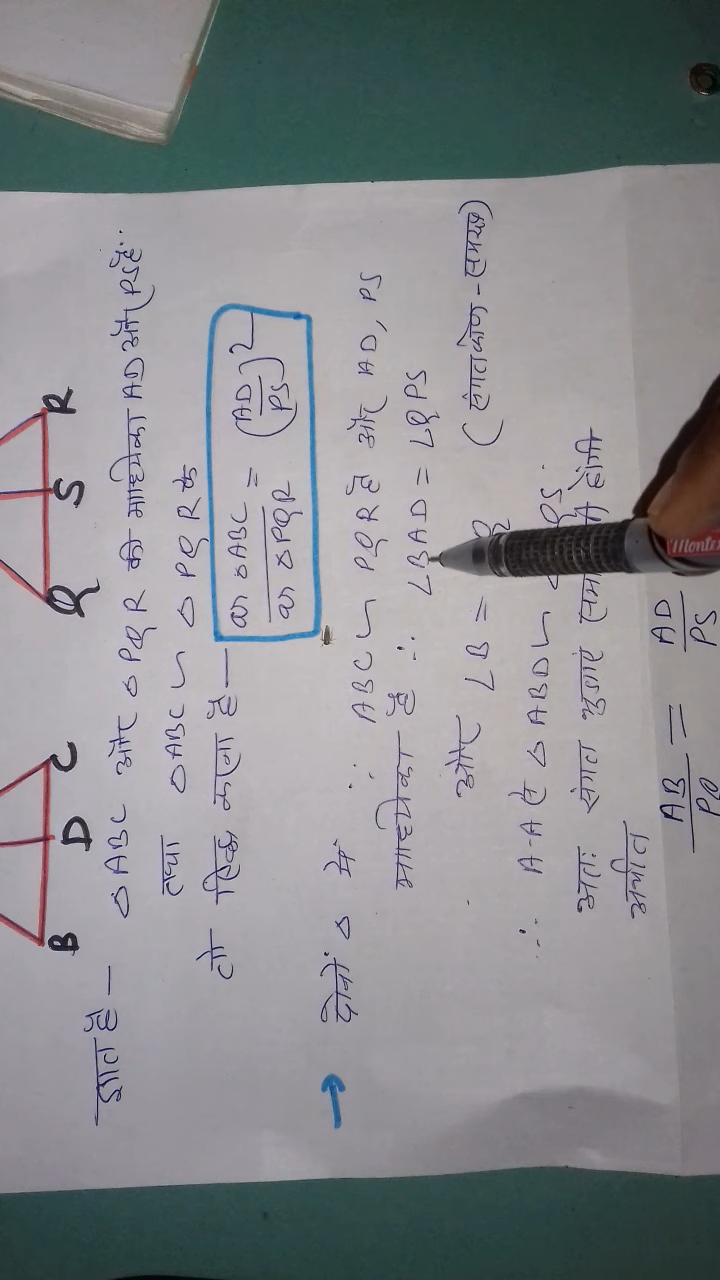 B D C Q S R
ज्ञात है - △ABC और △PQR की माध्यिका AD और PS है..
तथा △ABC ∽ △PQR के
तो सिद्ध करना है -
क्ष △ABC / क्ष △PQR = (AD/PS)²
→ दोनों △ में ∵ ABC ∽ PQR है और AD, PS
माध्यिका है ∴ ∠BAD = ∠QPS
और ∠B = (संगतकोण - समरूप)
∴ A-A से △ABD ∽
अतः संगत भुजाएं होंगी
अर्थात
AB/PQ = AD/PS
Montex